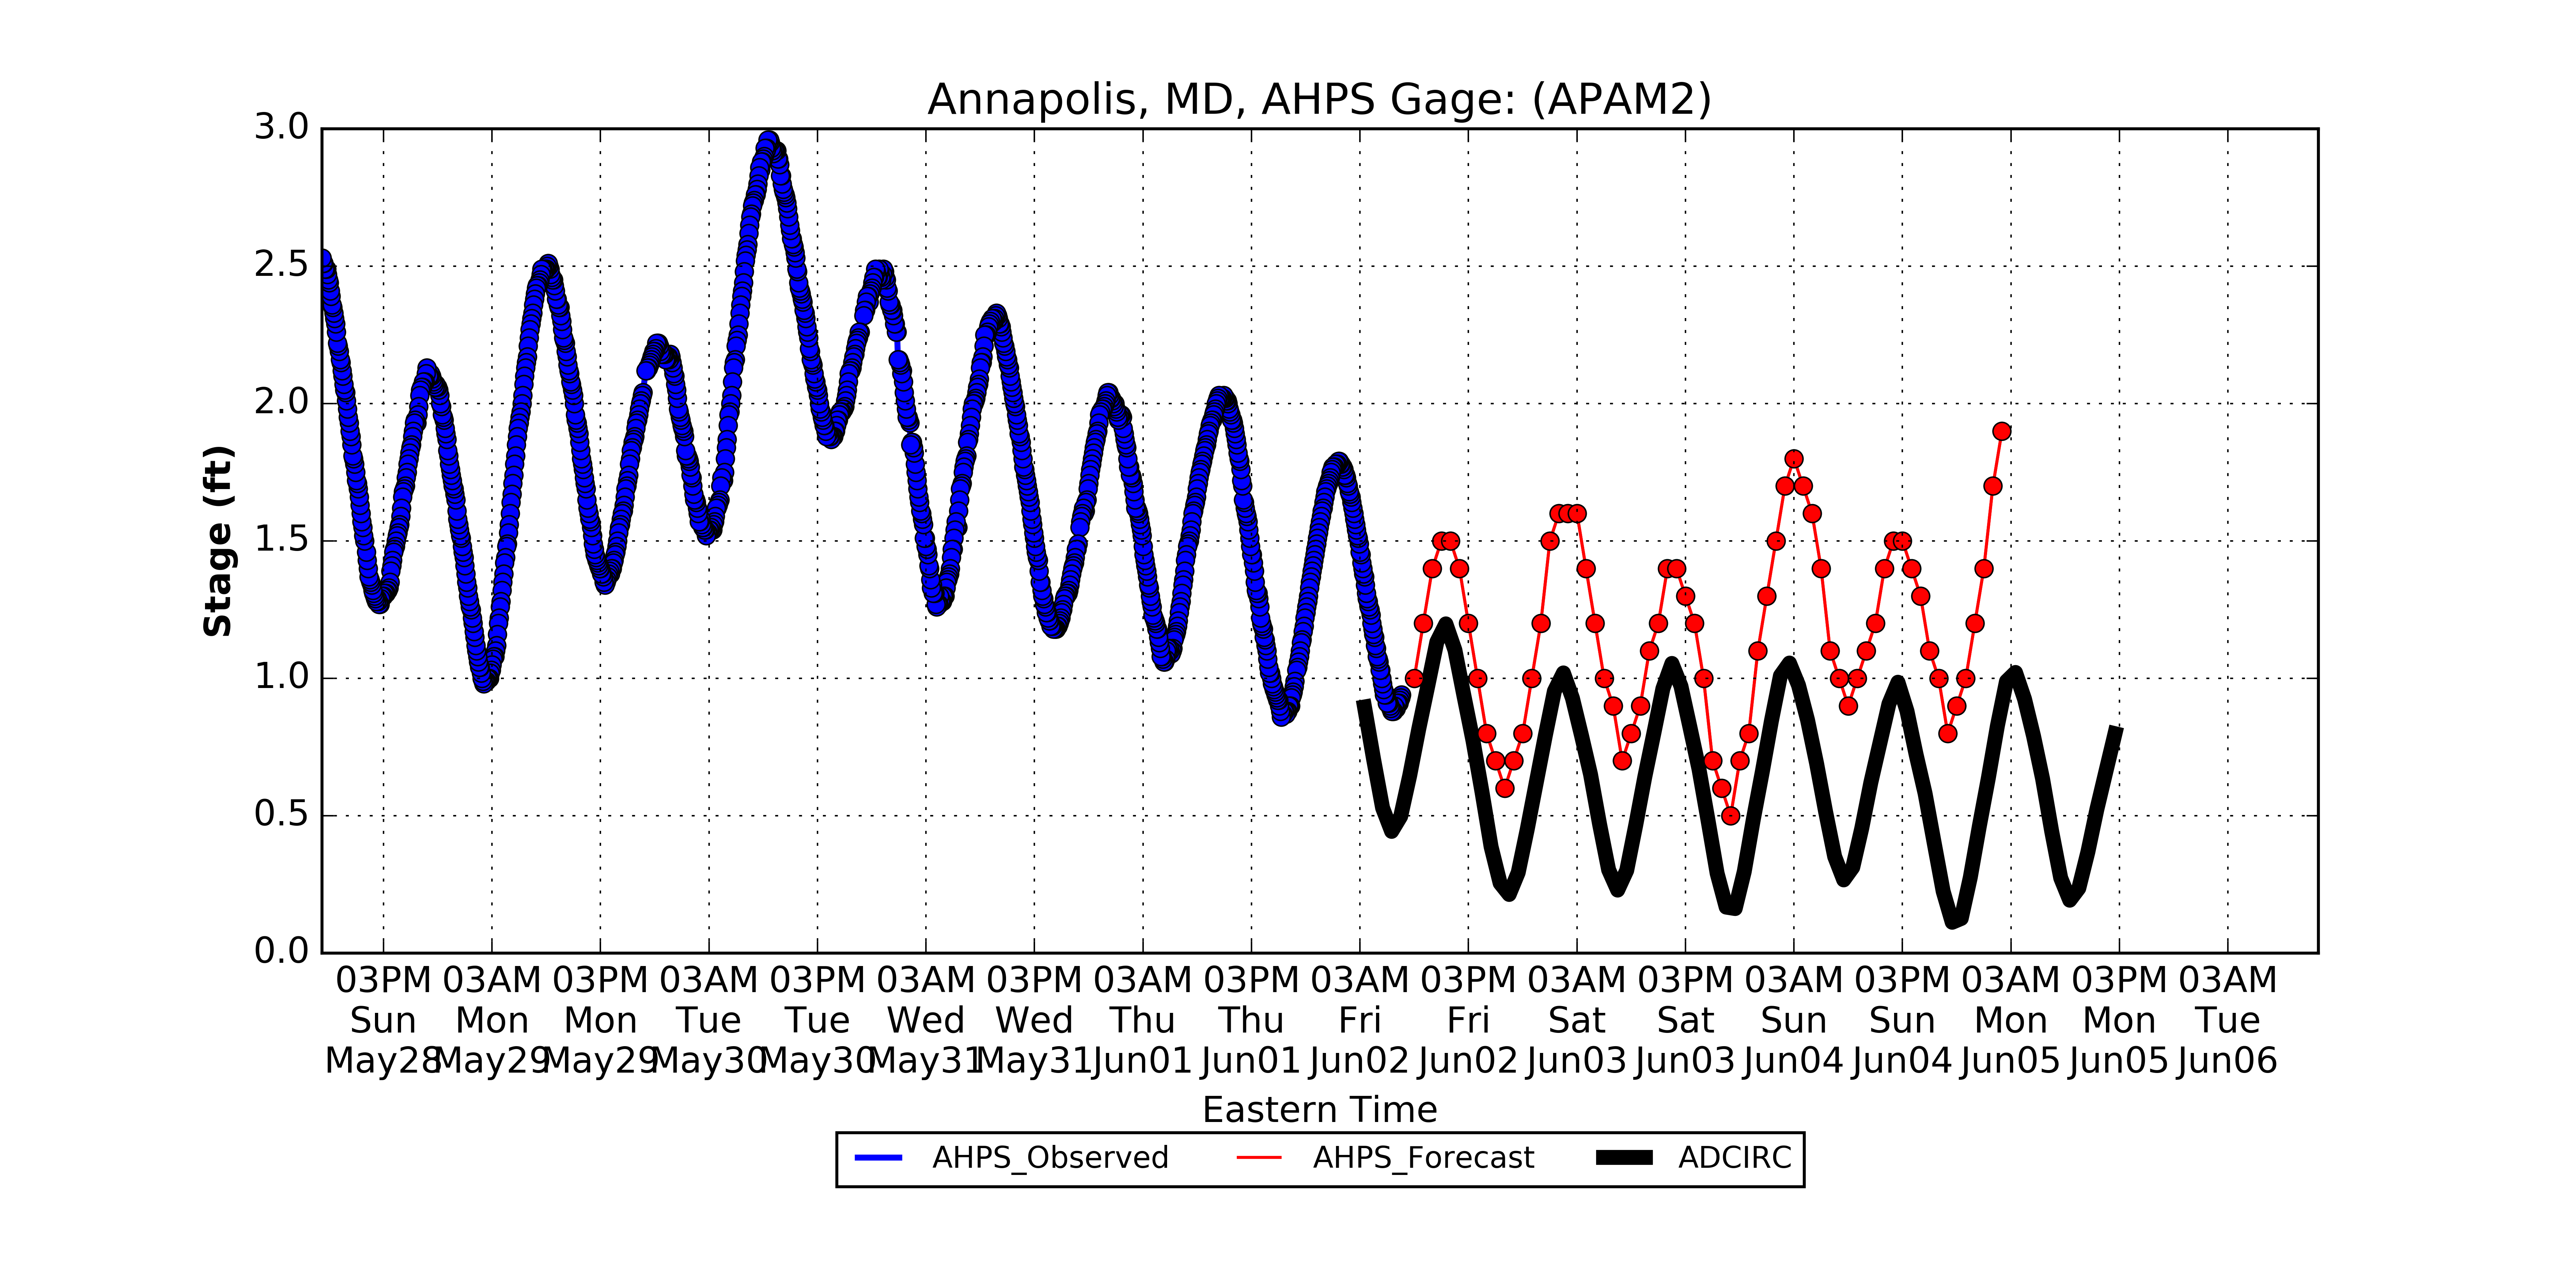 Annapolis, MD, AHPS Gage: (APAM2)
Stage (ft)
3.0
2.5
2.0
1.5
1.0
0.5
0.0
03PM 03AM 03PM 03AM 03PM 03AM 03PM 03AM 03PM 03AM 03PM 03AM 03PM 03AM 03PM 03AM 03PM 03AM
Sun Mon Mon Tue Tue Wed Wed Thu Thu Fri Fri Sat Sat Sun Sun Mon Mon Tue
May28 May29 May29 May30 May30 May31 May31 Jun01 Jun01 Jun02 Jun02 Jun03 Jun03 Jun04 Jun04 Jun05 Jun05 Jun06
Eastern Time
AHPS_Observed AHPS_Forecast ADCIRC